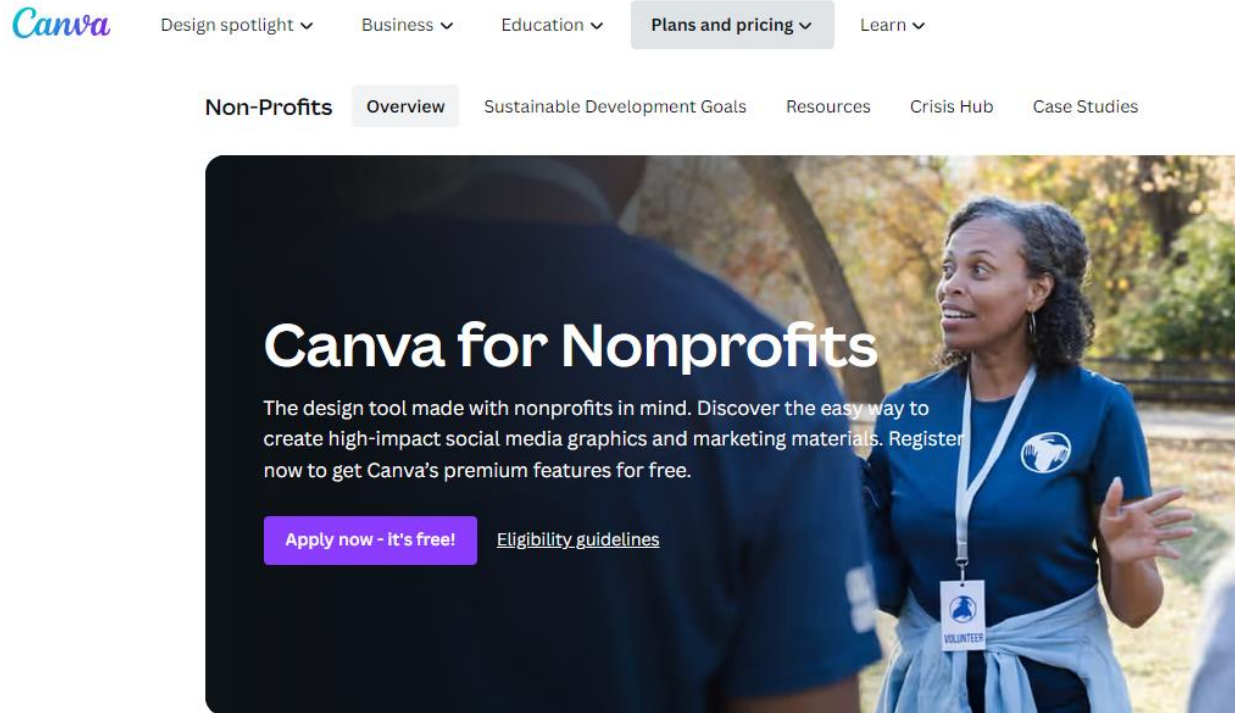 Canva Design spotlight Business Education Plans and pricing Learn
Non-Profits Overview Sustainable Development Goals Resources Crisis Hub Case Studies
Canva for Nonprofits
The design tool made with nonprofits in mind. Discover the easy way to
create high-impact social media graphics and marketing materials. Register
now to get Canva’s premium features for free.
Apply now - it's free! Eligibility guidelines
VOLUNTEER